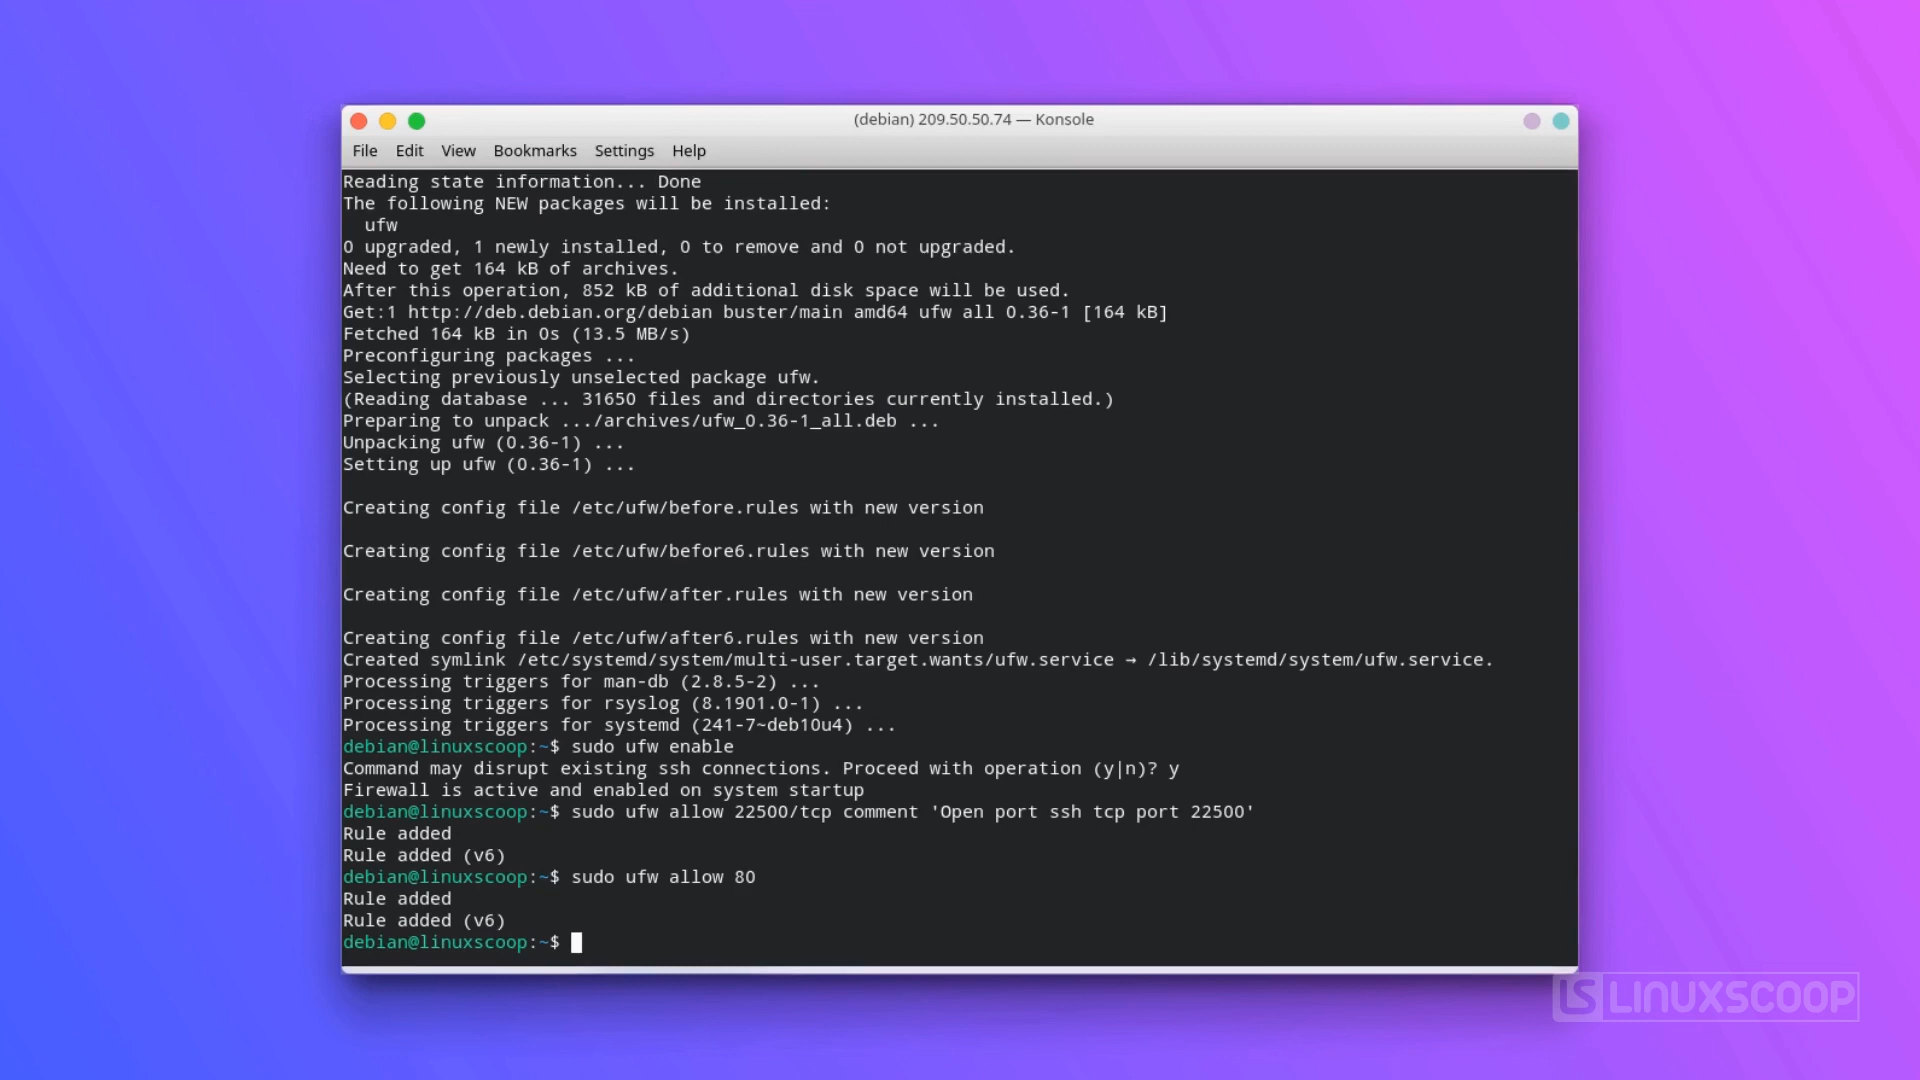 (debian) 209.50.50.74 — Konsole
File Edit View Bookmarks Settings Help
Reading state information... Done
The following NEW packages will be installed:
  ufw
0 upgraded, 1 newly installed, 0 to remove and 0 not upgraded.
Need to get 164 kB of archives.
After this operation, 852 kB of additional disk space will be used.
Get:1 http://deb.debian.org/debian buster/main amd64 ufw all 0.36-1 [164 kB]
Fetched 164 kB in 0s (13.5 MB/s)
Preconfiguring packages ...
Selecting previously unselected package ufw.
(Reading database ... 31650 files and directories currently installed.)
Preparing to unpack .../archives/ufw_0.36-1_all.deb ...
Unpacking ufw (0.36-1) ...
Setting up ufw (0.36-1) ...

Creating config file /etc/ufw/before.rules with new version

Creating config file /etc/ufw/before6.rules with new version

Creating config file /etc/ufw/after.rules with new version

Creating config file /etc/ufw/after6.rules with new version
Created symlink /etc/systemd/system/multi-user.target.wants/ufw.service → /lib/systemd/system/ufw.service.
Processing triggers for man-db (2.8.5-2) ...
Processing triggers for rsyslog (8.1901.0-1) ...
Processing triggers for systemd (241-7~deb10u4) ...
debian@linuxscoop:~$ sudo ufw enable
Command may disrupt existing ssh connections. Proceed with operation (y|n)? y
Firewall is active and enabled on system startup
debian@linuxscoop:~$ sudo ufw allow 22500/tcp comment 'Open port ssh tcp port 22500'
Rule added
Rule added (v6)
debian@linuxscoop:~$ sudo ufw allow 80
Rule added
Rule added (v6)
debian@linuxscoop:~$
LS LINUXSCOOP